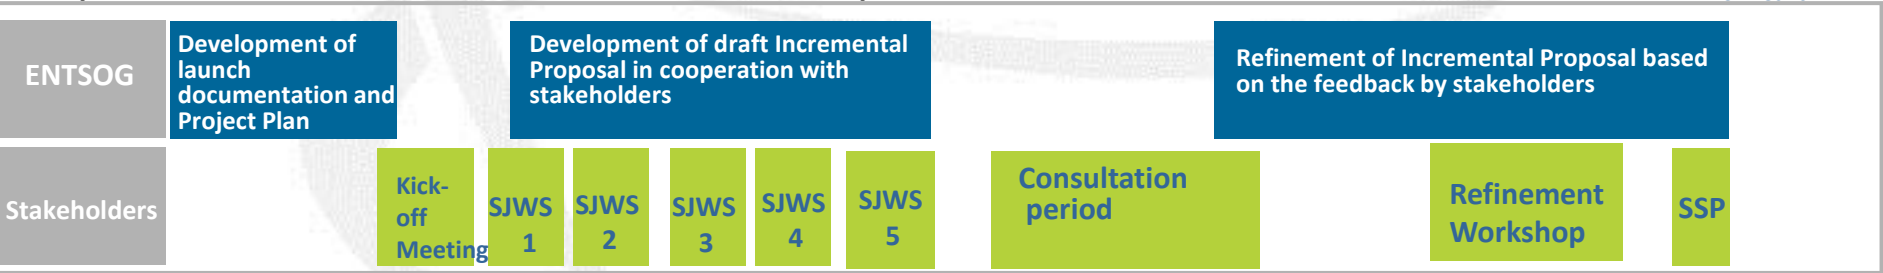 ENTSOG
Development of
launch
documentation and
Project Plan
Development of draft Incremental
Proposal in cooperation with
stakeholders
Refinement of Incremental Proposal based
on the feedback by stakeholders
Stakeholders
Kick-
off
Meeting
SJWS
1
SJWS
2
SJWS
3
SJWS
4
SJWS
5
Consultation
period
Refinement
Workshop
SSP